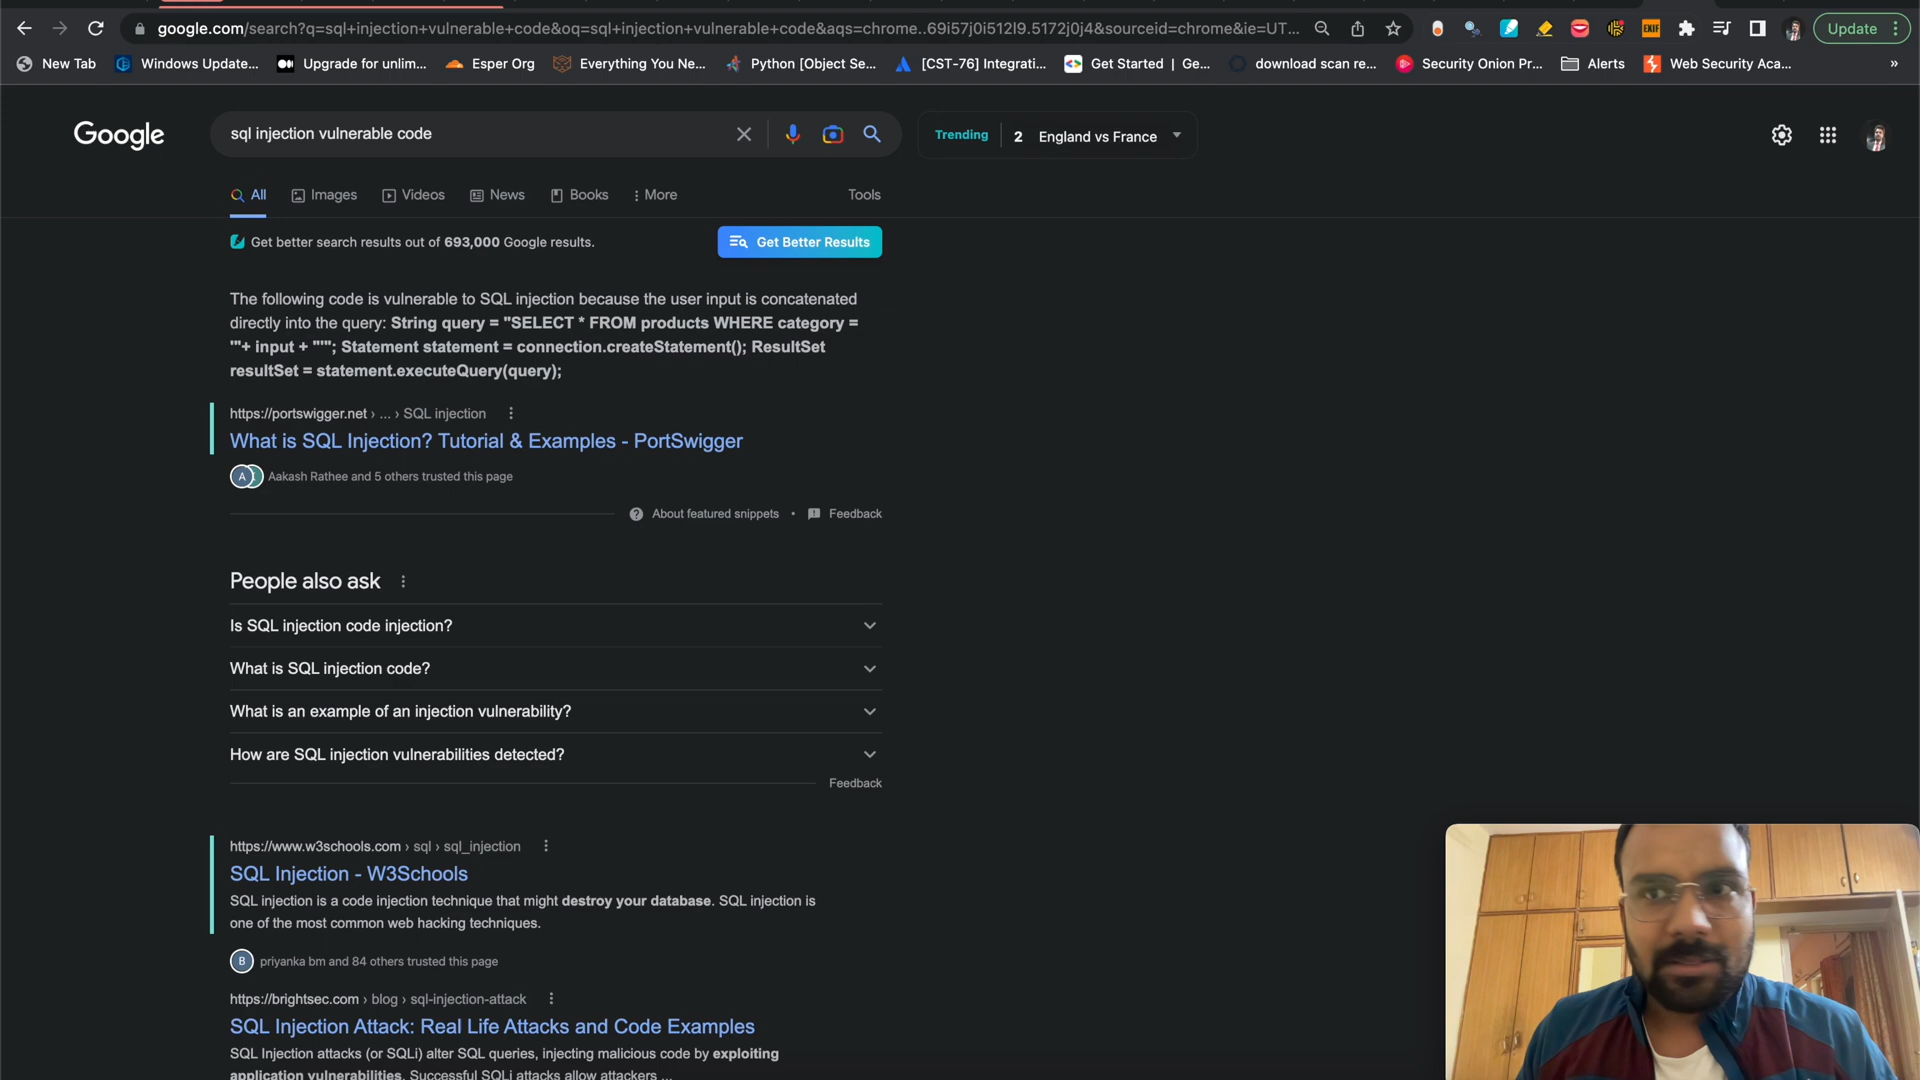 google.com/search?q=sql+injection+vulnerable+code&oq=sql+injection+vulnerable+code&aqs=chrome..69i57j0i512l9.5172j0j4&sourceid=chrome&ie=UT...
EXIF
Update
New Tab
Windows Update...
Upgrade for unlim...
Esper Org
Everything You Ne...
Python [Object Se...
[CST-76] Integrati...
Get Started | Ge...
download scan re...
Security Onion Pr...
Alerts
Web Security Aca...
»
Google
sql injection vulnerable code
Trending
2
England vs France
All
Images
Videos
News
Books
More
Tools
Get better search results out of 693,000 Google results.
Get Better Results
The following code is vulnerable to SQL injection because the user input is concatenated
directly into the query: String query = "SELECT * FROM products WHERE category =
'"+ input + "'"; Statement statement = connection.createStatement(); ResultSet
resultSet = statement.executeQuery(query);
https://portswigger.net › ... › SQL injection
What is SQL Injection? Tutorial & Examples - PortSwigger
A
Aakash Rathee and 5 others trusted this page
About featured snippets
•
Feedback
People also ask
Is SQL injection code injection?
What is SQL injection code?
What is an example of an injection vulnerability?
How are SQL injection vulnerabilities detected?
Feedback
https://www.w3schools.com › sql › sql_injection
SQL Injection - W3Schools
SQL injection is a code injection technique that might destroy your database. SQL injection is
one of the most common web hacking techniques.
B
priyanka bm and 84 others trusted this page
https://brightsec.com › blog › sql-injection-attack
SQL Injection Attack: Real Life Attacks and Code Examples
SQL Injection attacks (or SQLi) alter SQL queries, injecting malicious code by exploiting
application vulnerabilities. Successful SQLi attacks allow attackers ...